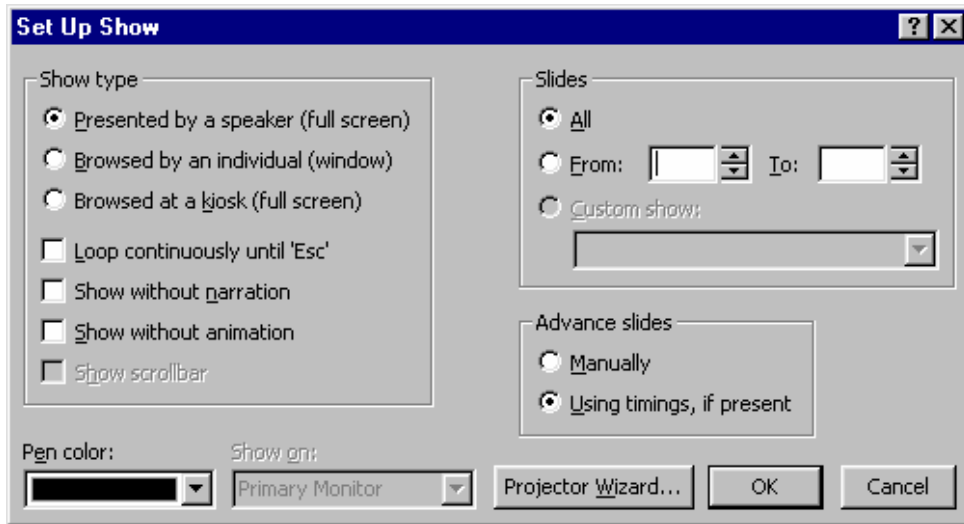 Set Up Show
Show type
Presented by a speaker (full screen)
Browsed by an individual (window)
Browsed at a kiosk (full screen)
Loop continuously until 'Esc'
Show without narration
Show without animation
Show scrollbar
Slides
All
From: To:
Custom show:
Advance slides
Manually
Using timings, if present
Pen color:
Show on:
Primary Monitor
Projector Wizard...
OK
Cancel